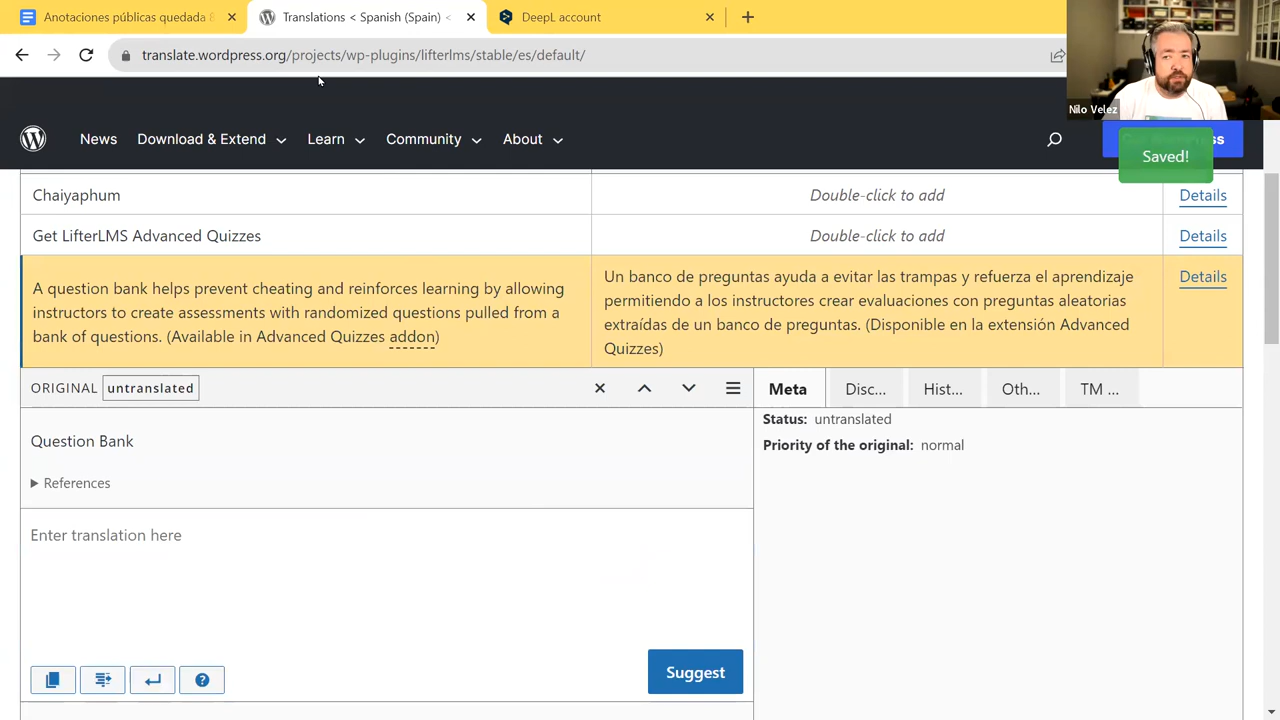 Anotaciones públicas quedada 8
Translations < Spanish (Spain) <
DeepL account
translate.wordpress.org/projects/wp-plugins/lifterlms/stable/es/default/
Nilo Velez
News
Download & Extend
Learn
Community
About
Saved!
Chaiyaphum
Double-click to add
Details
Get LifterLMS Advanced Quizzes
Double-click to add
Details
A question bank helps prevent cheating and reinforces learning by allowing
instructors to create assessments with randomized questions pulled from a
bank of questions. (Available in Advanced Quizzes addon)
Un banco de preguntas ayuda a evitar las trampas y refuerza el aprendizaje
permitiendo a los instructores crear evaluaciones con preguntas aleatorias
extraídas de un banco de preguntas. (Disponible en la extensión Advanced
Quizzes)
Details
ORIGINAL untranslated
Meta
Disc...
Hist...
Oth...
TM ...
Status: untranslated
Priority of the original: normal
Question Bank
References
Enter translation here
Suggest